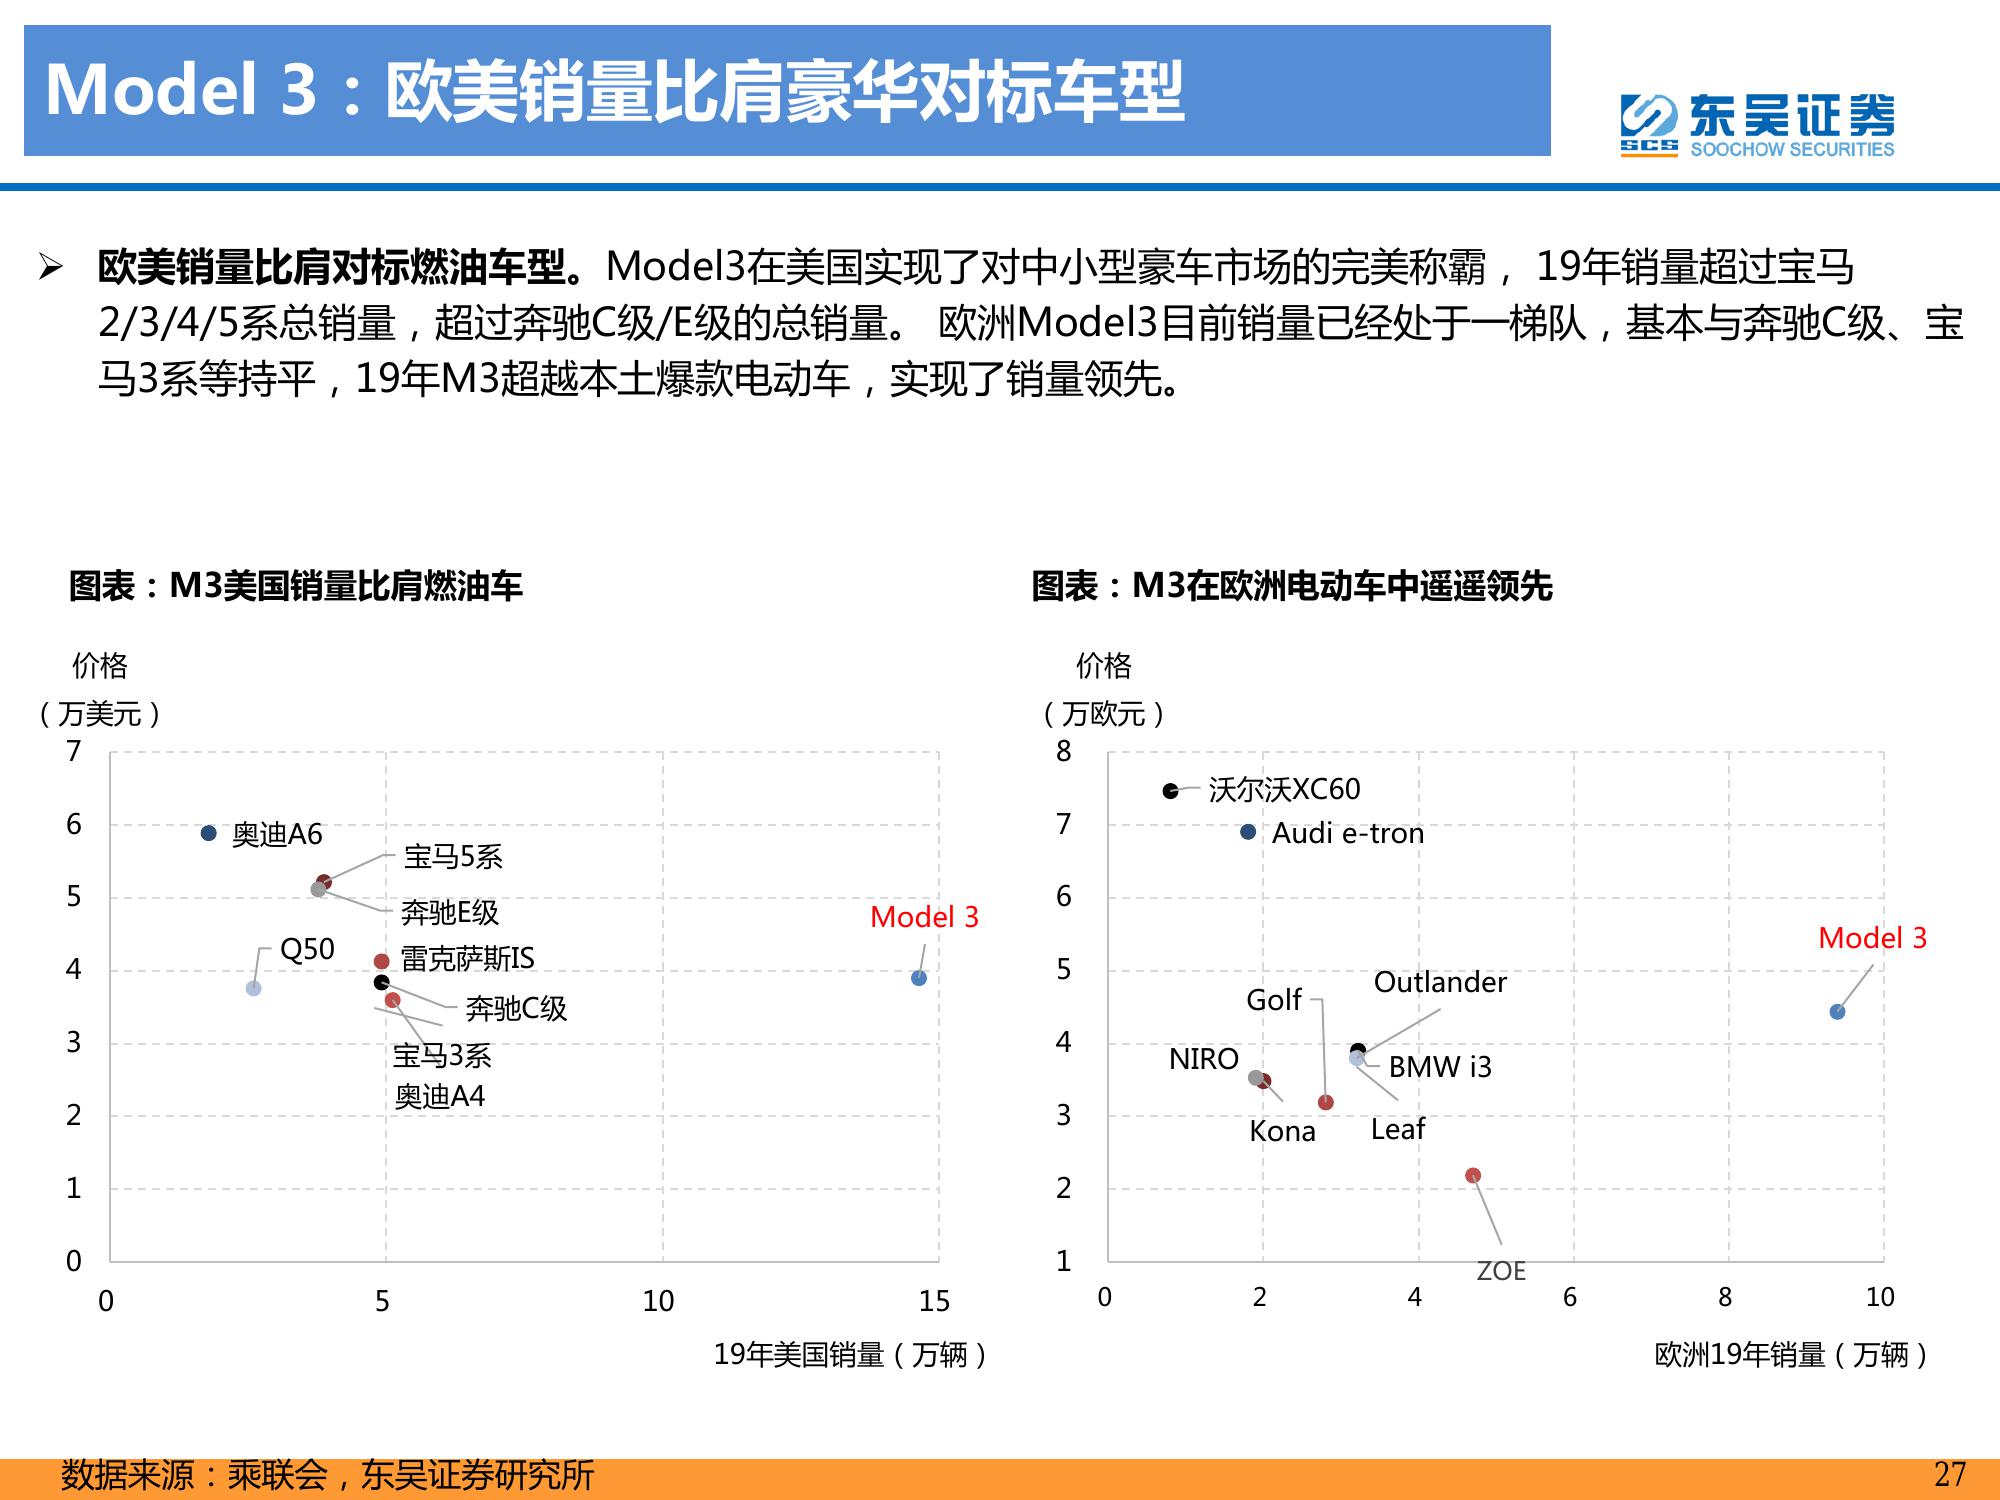 Model 3：欧美销量比肩豪华对标车型
东吴证券
SCS
SOOCHOW SECURITIES
➢ 欧美销量比肩对标燃油车型。Model3在美国实现了对中小型豪车市场的完美称霸， 19年销量超过宝马
2/3/4/5系总销量，超过奔驰C级/E级的总销量。 欧洲Model3目前销量已经处于一梯队，基本与奔驰C级、宝
马3系等持平，19年M3超越本土爆款电动车，实现了销量领先。
图表：M3美国销量比肩燃油车
价格
（万美元）
7
6
5
4
3
2
1
0
奥迪A6
宝马5系
奔驰E级
Model 3
Q50
雷克萨斯IS
奔驰C级
宝马3系
奥迪A4
0 5 10 15
19年美国销量（万辆）
图表：M3在欧洲电动车中遥遥领先
价格
（万欧元）
8
7
6
5
4
3
2
1
沃尔沃XC60
Audi e-tron
Model 3
Outlander
Golf
NIRO
BMW i3
Kona
Leaf
ZOE
0 2 4 6 8 10
欧洲19年销量（万辆）
数据来源：乘联会，东吴证券研究所
27